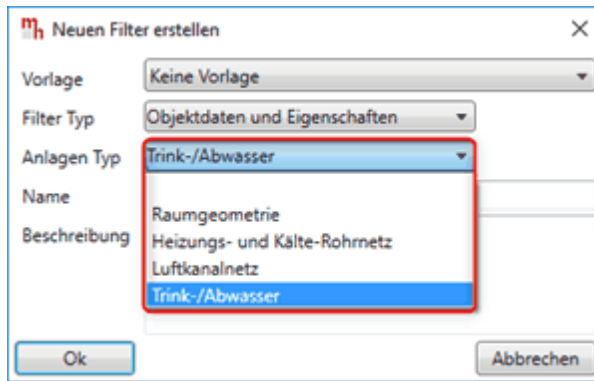 mh Neuen Filter erstellen
Vorlage Keine Vorlage
Filter Typ Objektdaten und Eigenschaften
Anlagen Typ Trink-/Abwasser
Name
Raumgeometrie
Beschreibung Heizungs- und Kälte-Rohrnetz
Luftkanalnetz
Trink-/Abwasser
Ok Abbrechen